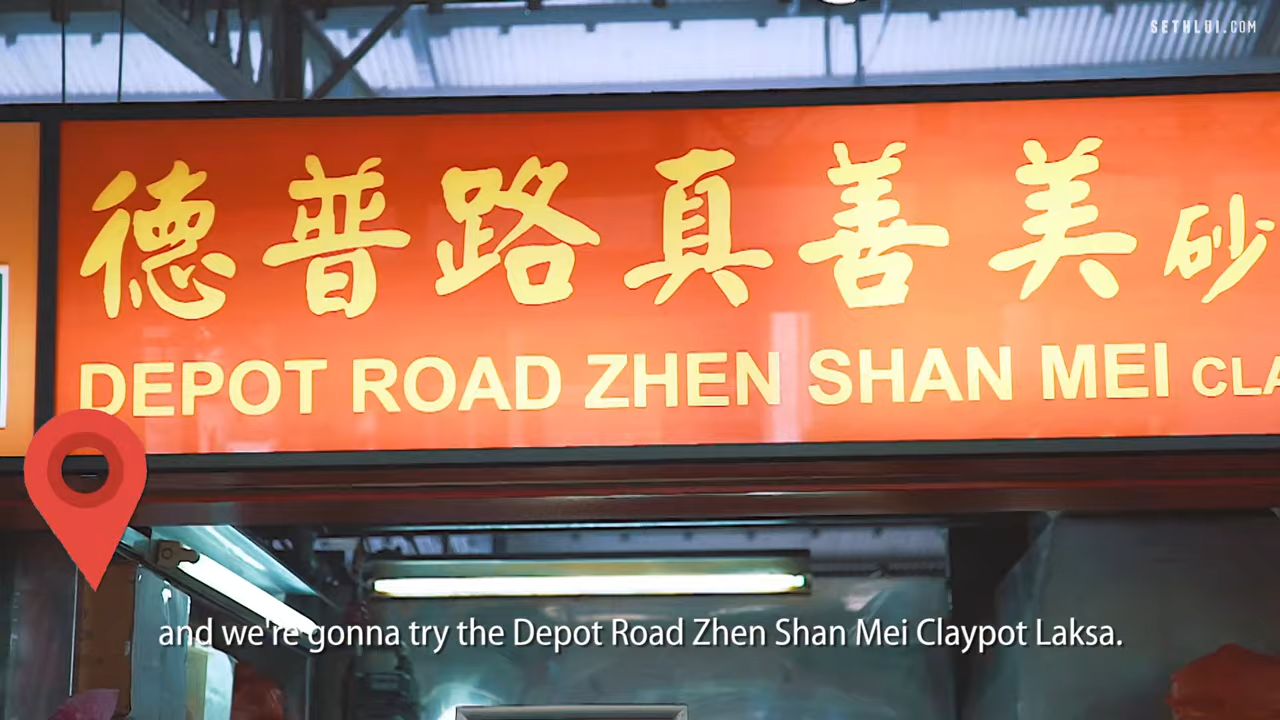 SETHLUI.COM
德普路真善美砂
DEPOT ROAD ZHEN SHAN MEI CLA
and we're gonna try the Depot Road Zhen Shan Mei Claypot Laksa.